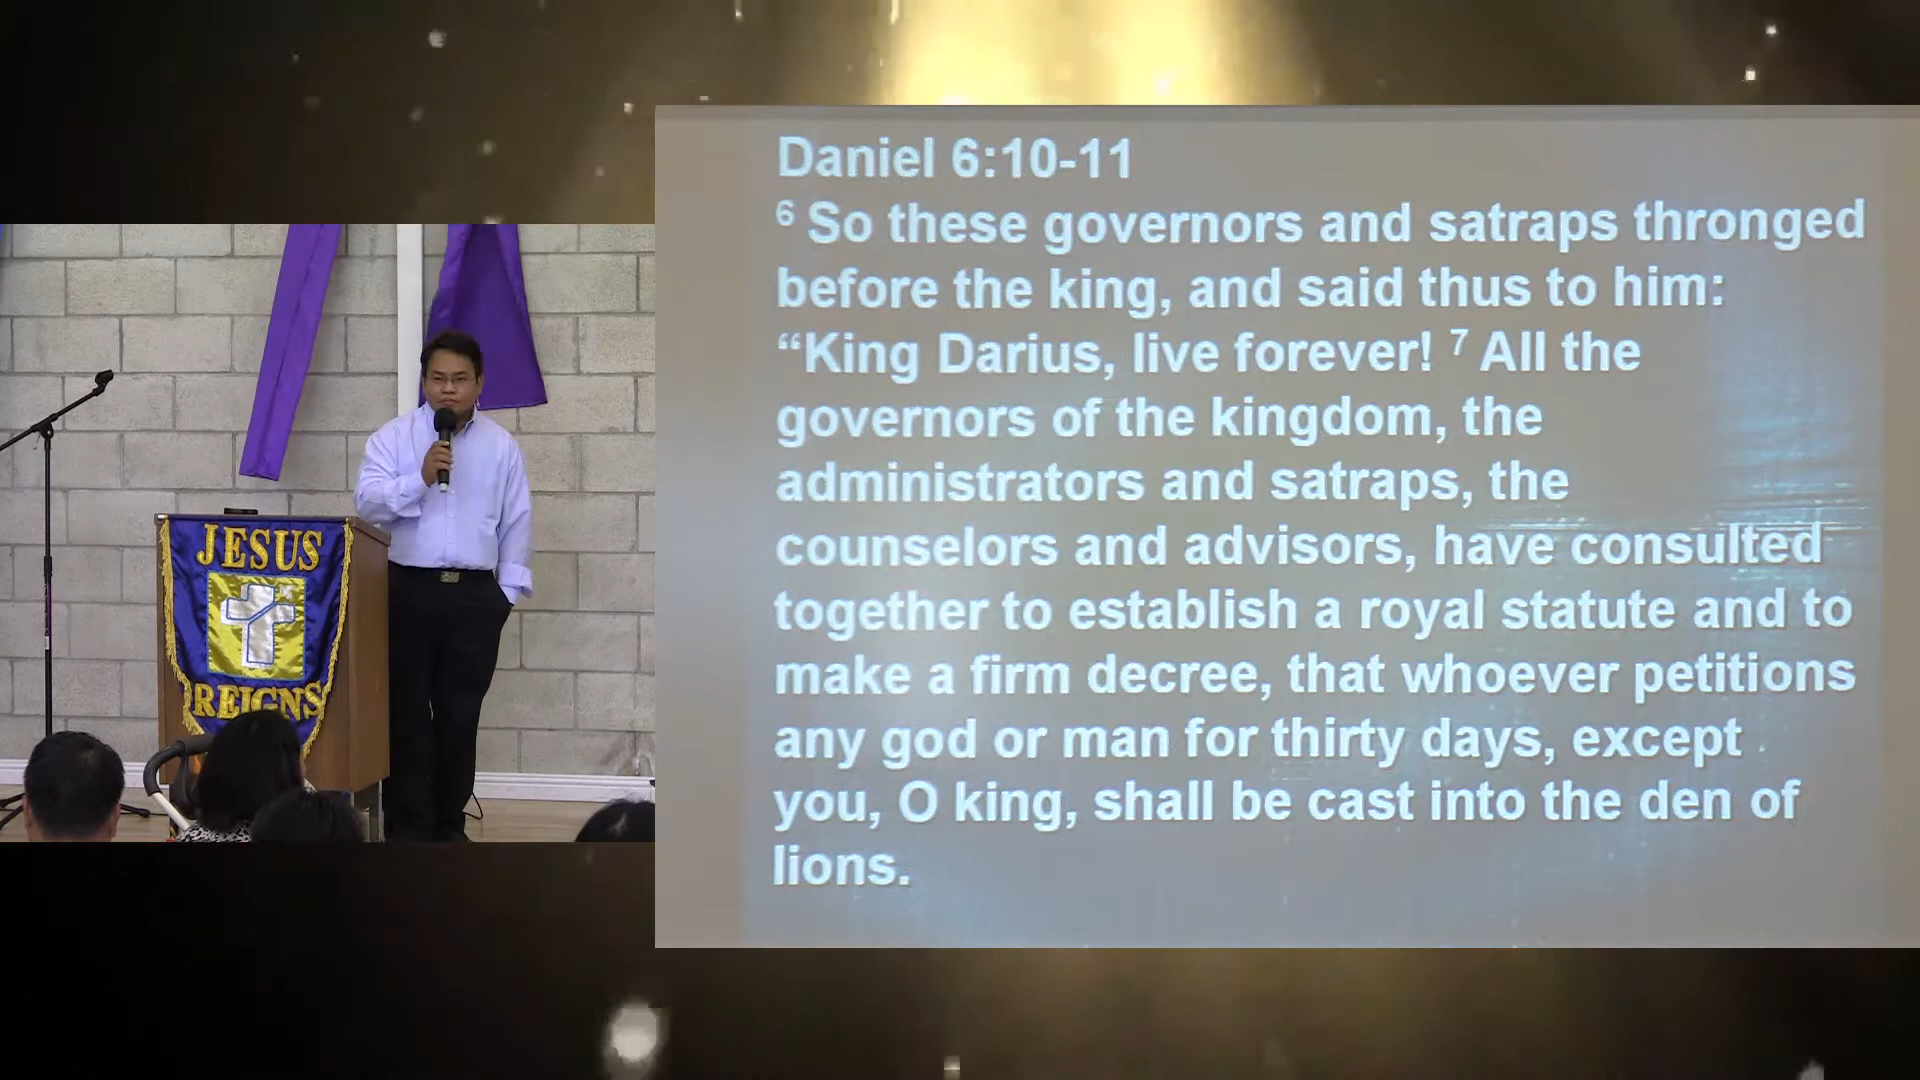 JESUS
REIGNS
Daniel 6:10-11
6 So these governors and satraps thronged
before the king, and said thus to him:
“King Darius, live forever! 7 All the
governors of the kingdom, the
administrators and satraps, the
counselors and advisors, have consulted
together to establish a royal statute and to
make a firm decree, that whoever petitions
any god or man for thirty days, except
you, O king, shall be cast into the den of
lions.